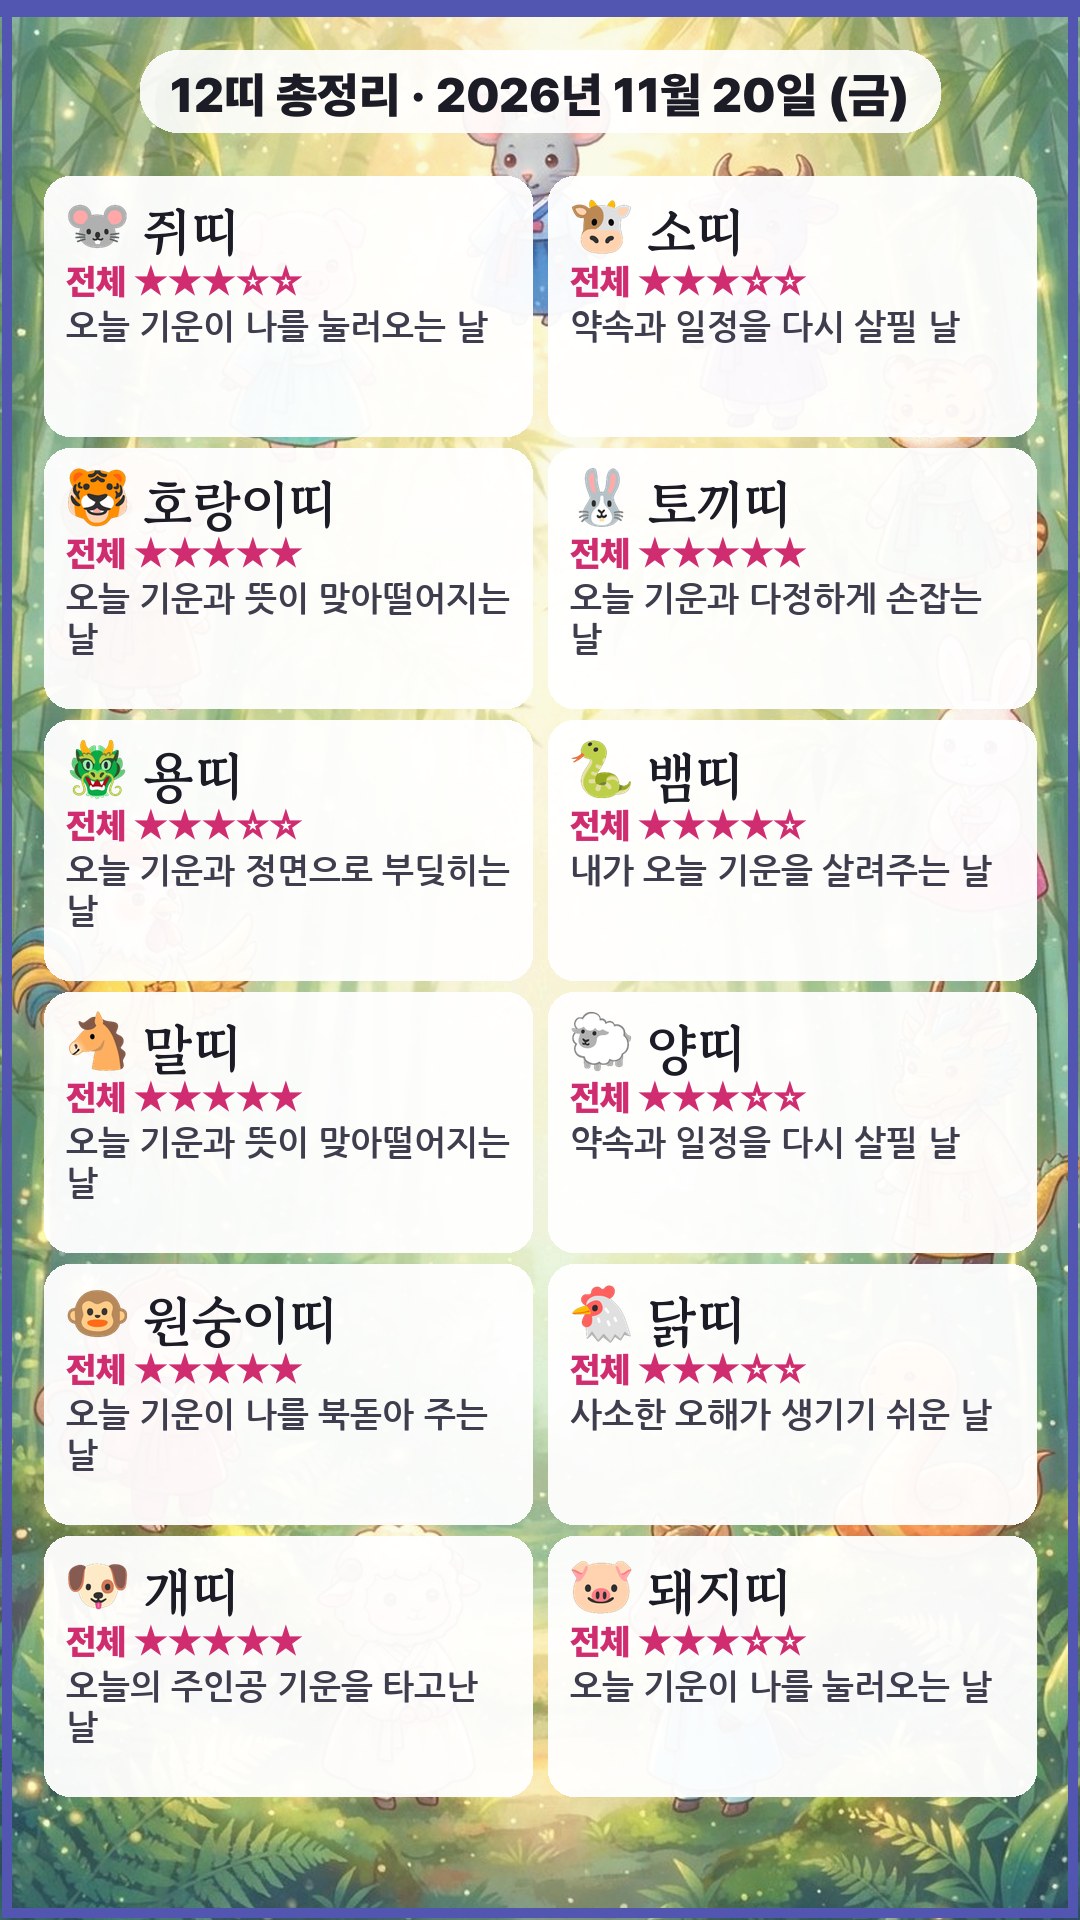 12띠 총정리 · 2026년 11월 20일 (금)
쥐띠
전체 ★★★☆☆
오늘 기운이 나를 눌러오는 날
소띠
전체 ★★★☆☆
약속과 일정을 다시 살필 날
호랑이띠
전체 ★★★★★
오늘 기운과 뜻이 맞아떨어지는
날
토끼띠
전체 ★★★★★
오늘 기운과 다정하게 손잡는
날
용띠
전체 ★★★☆☆
오늘 기운과 정면으로 부딪히는
날
뱀띠
전체 ★★★★☆
내가 오늘 기운을 살려주는 날
말띠
전체 ★★★★★
오늘 기운과 뜻이 맞아떨어지는
날
양띠
전체 ★★★☆☆
약속과 일정을 다시 살필 날
원숭이띠
전체 ★★★★★
오늘 기운이 나를 북돋아 주는
날
닭띠
전체 ★★★☆☆
사소한 오해가 생기기 쉬운 날
개띠
전체 ★★★★★
오늘의 주인공 기운을 타고난
날
돼지띠
전체 ★★★☆☆
오늘 기운이 나를 눌러오는 날